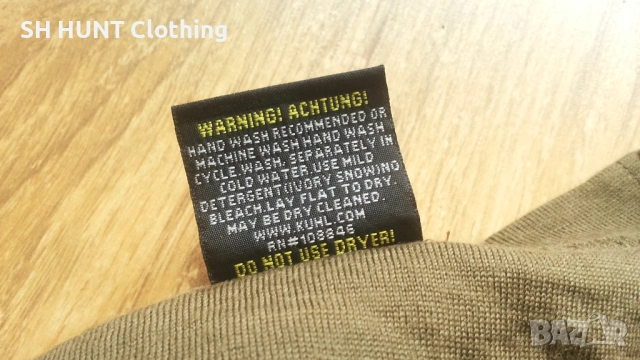 SH HUNT Clothing
WARNING! ACHTUNG!
HAND WASH RECOMMENDED OR
MACHINE WASH HAND WASH
CYCLE WASH, SEPARATELY IN
COLD WATER.USE MILD
DETERGENT(IVORY SNOW)NO
BLEACH.LAY FLAT TO DRY.
MAY BE DRY CLEANED.
WWW.KUHL.COM
RN#108846
DO NOT USE DRYER!
BAZAR